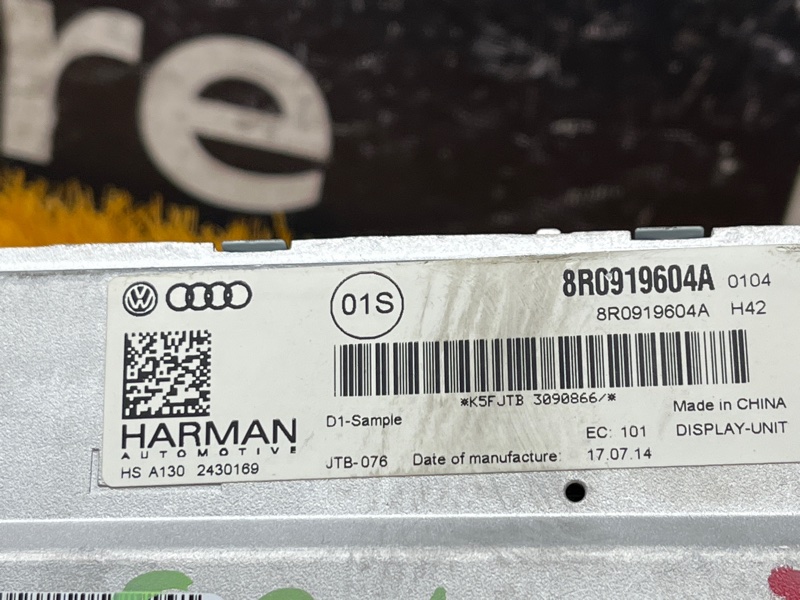 re
8R0919604A 0104
01S
8R0919604A H42
*K5FJTB 3090866/*
HARMAN
AUTOMOTIVE
HS A130 2430169
D1-Sample
Made in CHINA
EC: 101 DISPLAY-UNIT
JTB-076 Date of manufacture: 17.07.14